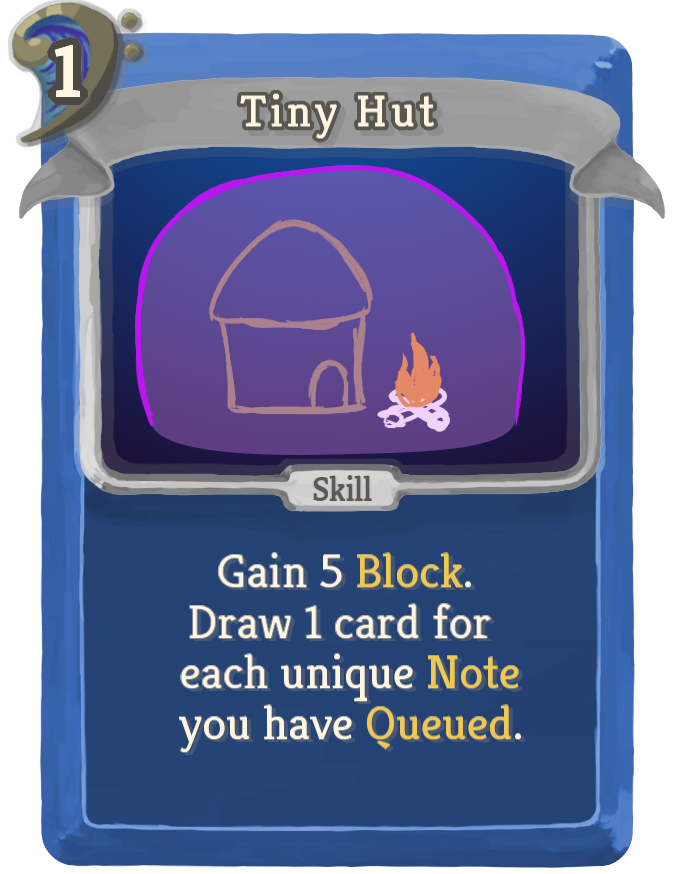 1
Tiny Hut
Skill
Gain 5 Block.
Draw 1 card for
each unique Note
you have Queued.